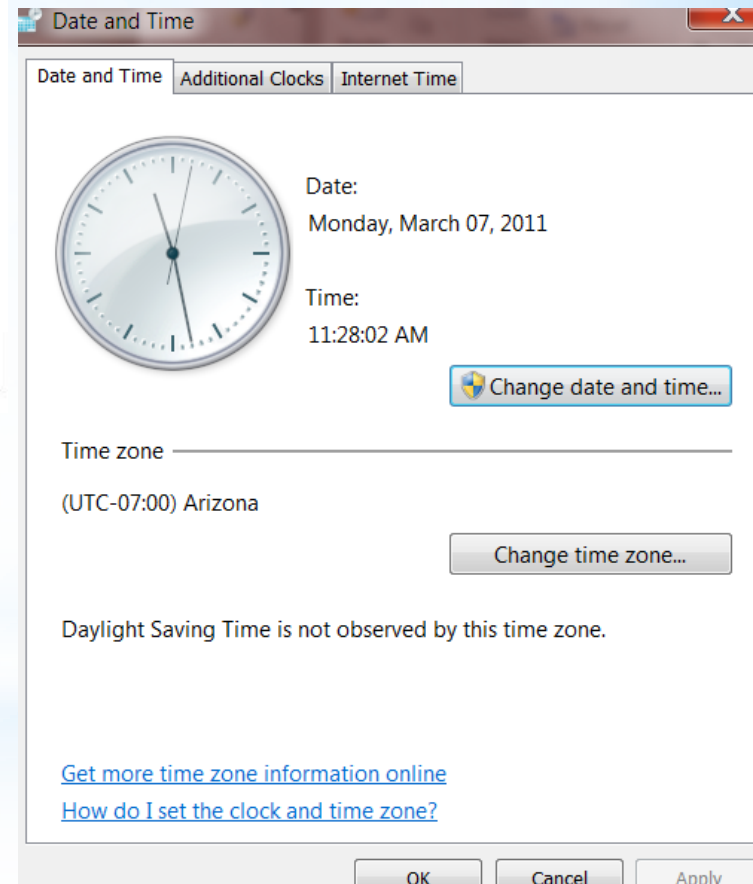 Date and Time
Date and Time Additional Clocks Internet Time
Date:
Monday, March 07, 2011
Time:
11:28:02 AM
Change date and time...
Time zone
(UTC-07:00) Arizona
Change time zone...
Daylight Saving Time is not observed by this time zone.
Get more time zone information online
How do I set the clock and time zone?
OK Cancel Apply